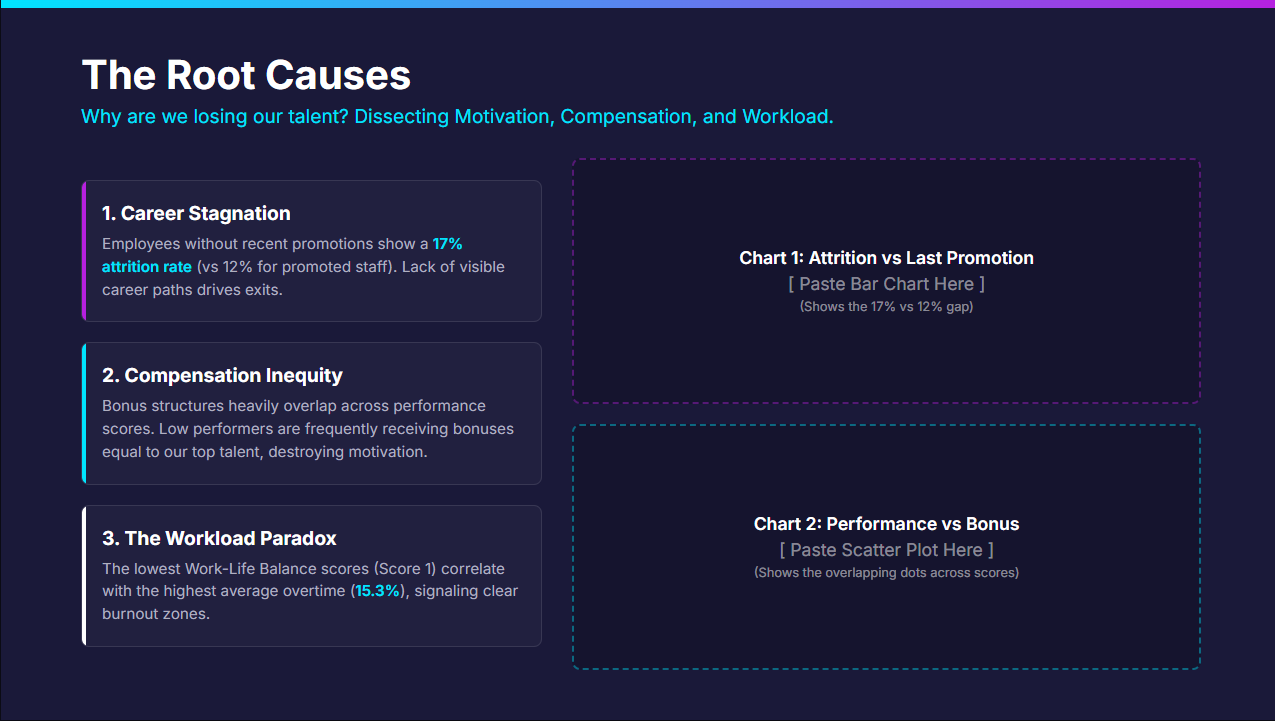 The Root Causes
Why are we losing our talent? Dissecting Motivation, Compensation, and Workload.
1. Career Stagnation
Employees without recent promotions show a 17%
attrition rate (vs 12% for promoted staff). Lack of visible
career paths drives exits.
2. Compensation Inequity
Bonus structures heavily overlap across performance
scores. Low performers are frequently receiving bonuses
equal to our top talent, destroying motivation.
3. The Workload Paradox
The lowest Work-Life Balance scores (Score 1) correlate
with the highest average overtime (15.3%), signaling clear
burnout zones.
Chart 1: Attrition vs Last Promotion
[ Paste Bar Chart Here ]
(Shows the 17% vs 12% gap)
Chart 2: Performance vs Bonus
[ Paste Scatter Plot Here ]
(Shows the overlapping dots across scores)